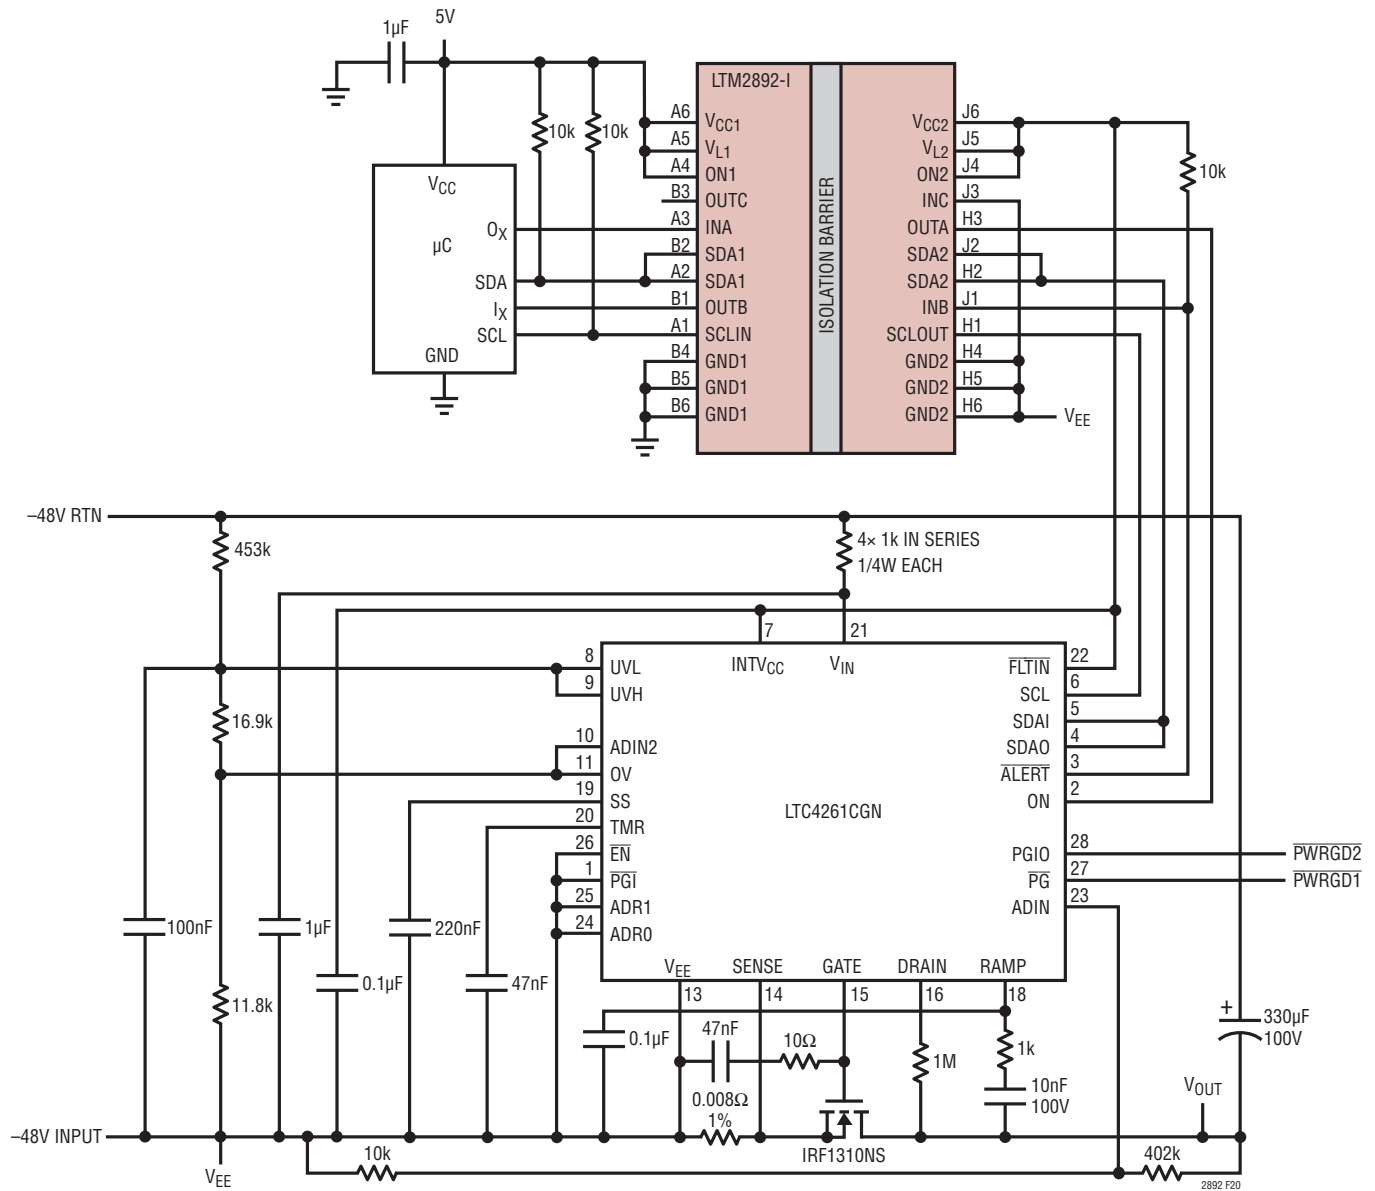 5V
1µF
LTM2892-I
A6
VCC1
A5
VL1
A4
ON1
B3
OUTC
A3
INA
B2
SDA1
A2
SDA1
B1
OUTB
A1
SCLIN
B4
GND1
B5
GND1
B6
GND1
10k
10k
VCC
OX
µC
SDA
IX
SCL
GND
ISOLATION BARRIER
VCC2
J6
VL2
J5
ON2
J4
INC
J3
OUTA
H3
SDA2
J2
SDA2
H2
INB
J1
SCLOUT
H1
GND2
H4
GND2
H5
GND2
H6
VEE
10k
–48V RTN
453k
4× 1k IN SERIES
1/4W EACH
7
21
INTVCC
VIN
8
UVL
9
UVH
16.9k
10
ADIN2
11
OV
19
SS
20
TMR
26
EN
1
PGI
25
ADR1
24
ADR0
LTC4261CGN
FLTIN
22
SCL
6
SDAI
5
SDAO
4
ALERT
3
ON
2
PGIO
28
PWRGD2
PG
27
PWRGD1
ADIN
23
100nF
1µF
220nF
0.1µF
47nF
11.8k
VEE
SENSE
GATE
DRAIN
RAMP
13
14
15
16
18
0.1µF
47nF
10Ω
1M
1k
10nF
100V
+
330µF
100V
0.008Ω
1%
VOUT
–48V INPUT
IRF1310NS
VEE
10k
402k
2892 F20